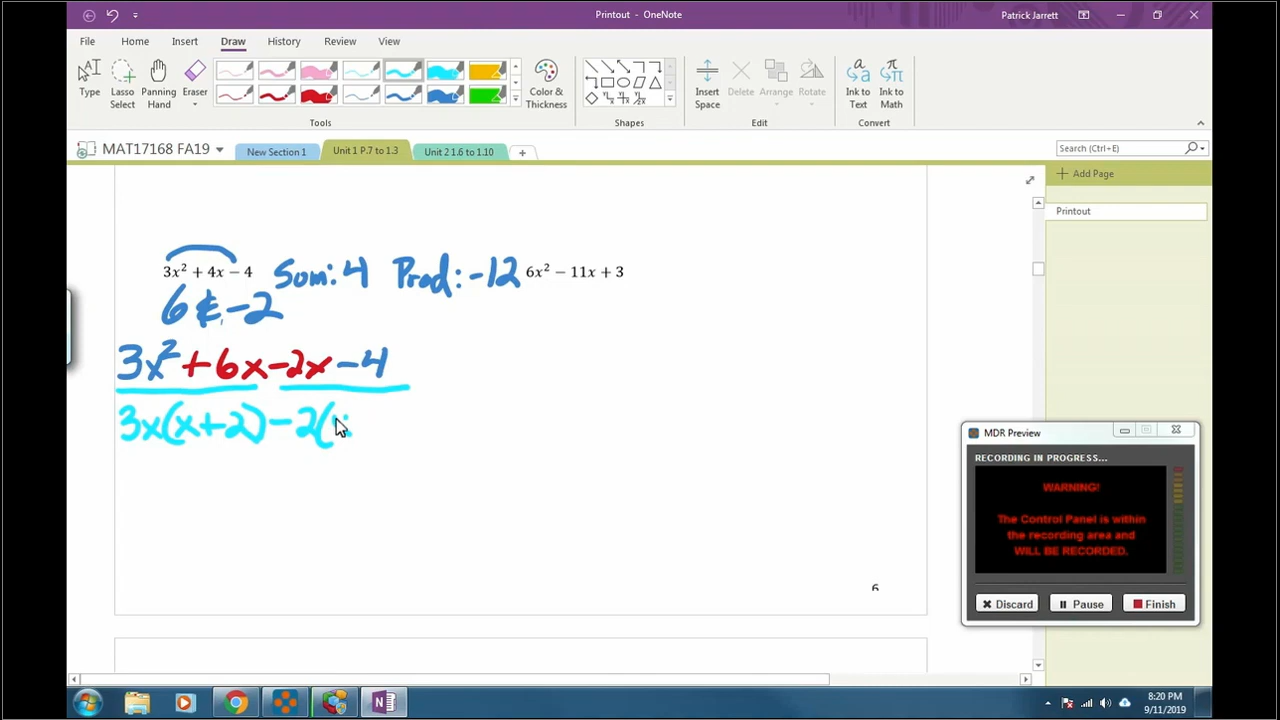 Printout - OneNote
Patrick Jarrett
File Home Insert Draw History Review View
Type
Lasso Select
Panning Hand
Eraser
Color & Thickness
Insert Space
Delete
Arrange
Rotate
Ink to Text
Ink to Math
Tools
Shapes
Edit
Convert
MAT17168 FA19
New Section 1
Unit 1 P.7 to 1.3
Unit 2 1.6 to 1.10
Search (Ctrl+E)
Add Page
Printout
3x² + 4x − 4 Sum: 4 Prod: -12 6x² − 11x + 3
6 & -2
3x² + 6x - 2x - 4
3x(x+2) - 2(x
6
MDR Preview
RECORDING IN PROGRESS...
WARNING!
The Control Panel is within
the recording area and
WILL BE RECORDED.
Discard Pause Finish
8:20 PM
9/11/2019